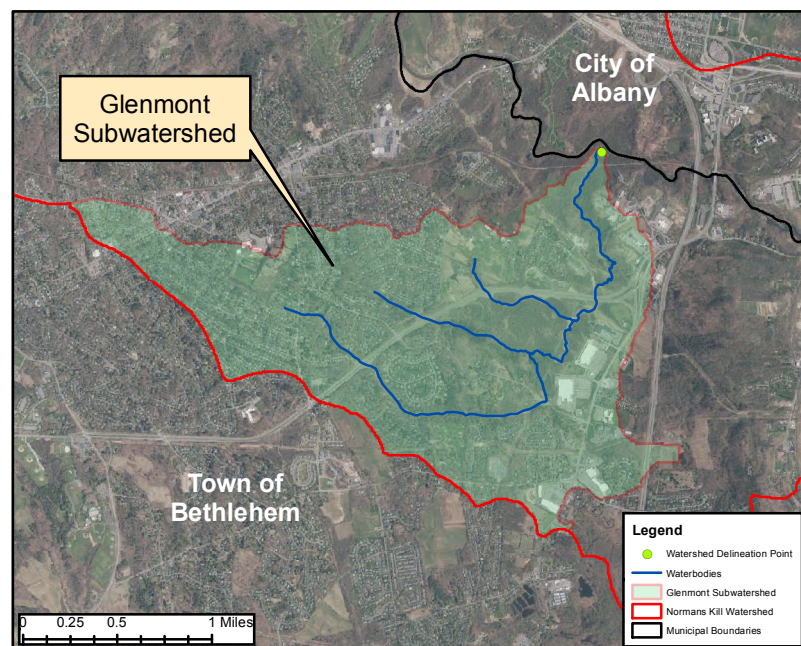 City of
Albany
Glenmont
Subwatershed
Town of
Bethlehem
0 0.25 0.5 1 Miles
Legend
Watershed Delineation Point
Waterbodies
Glenmont Subwatershed
Normans Kill Watershed
Municipal Boundaries